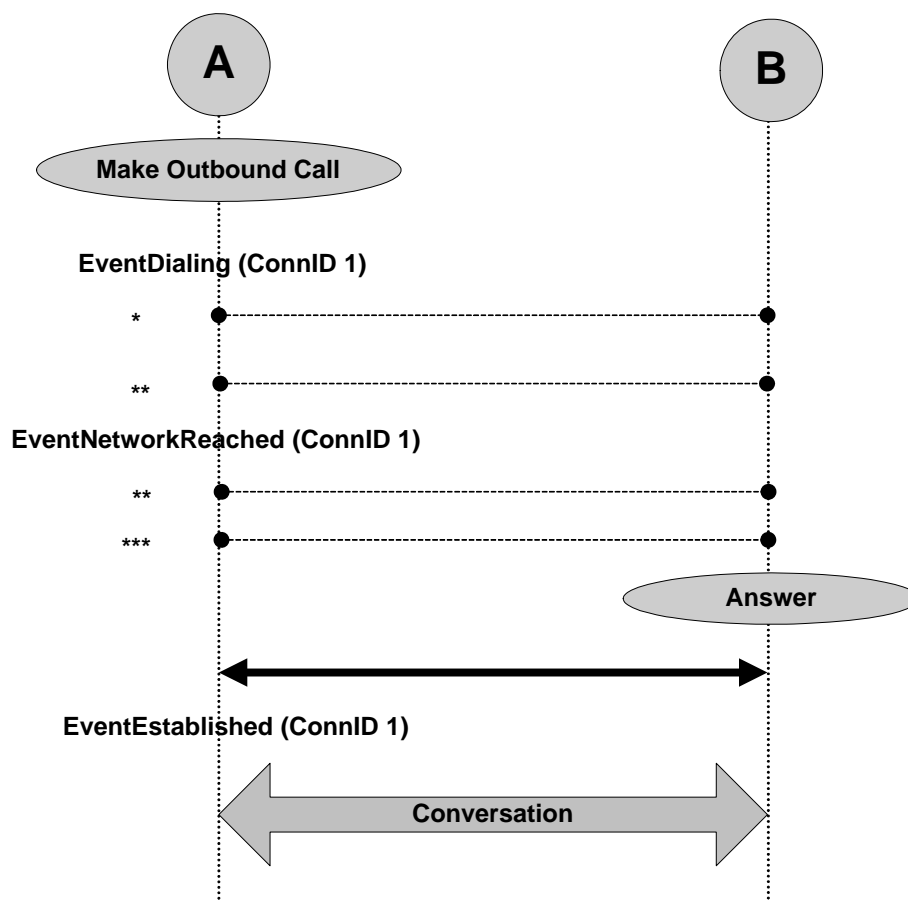 A
B
Make Outbound Call
EventDialing (ConnID 1)
*
**
EventNetworkReached (ConnID 1)
**
***
Answer
EventEstablished (ConnID 1)
Conversation